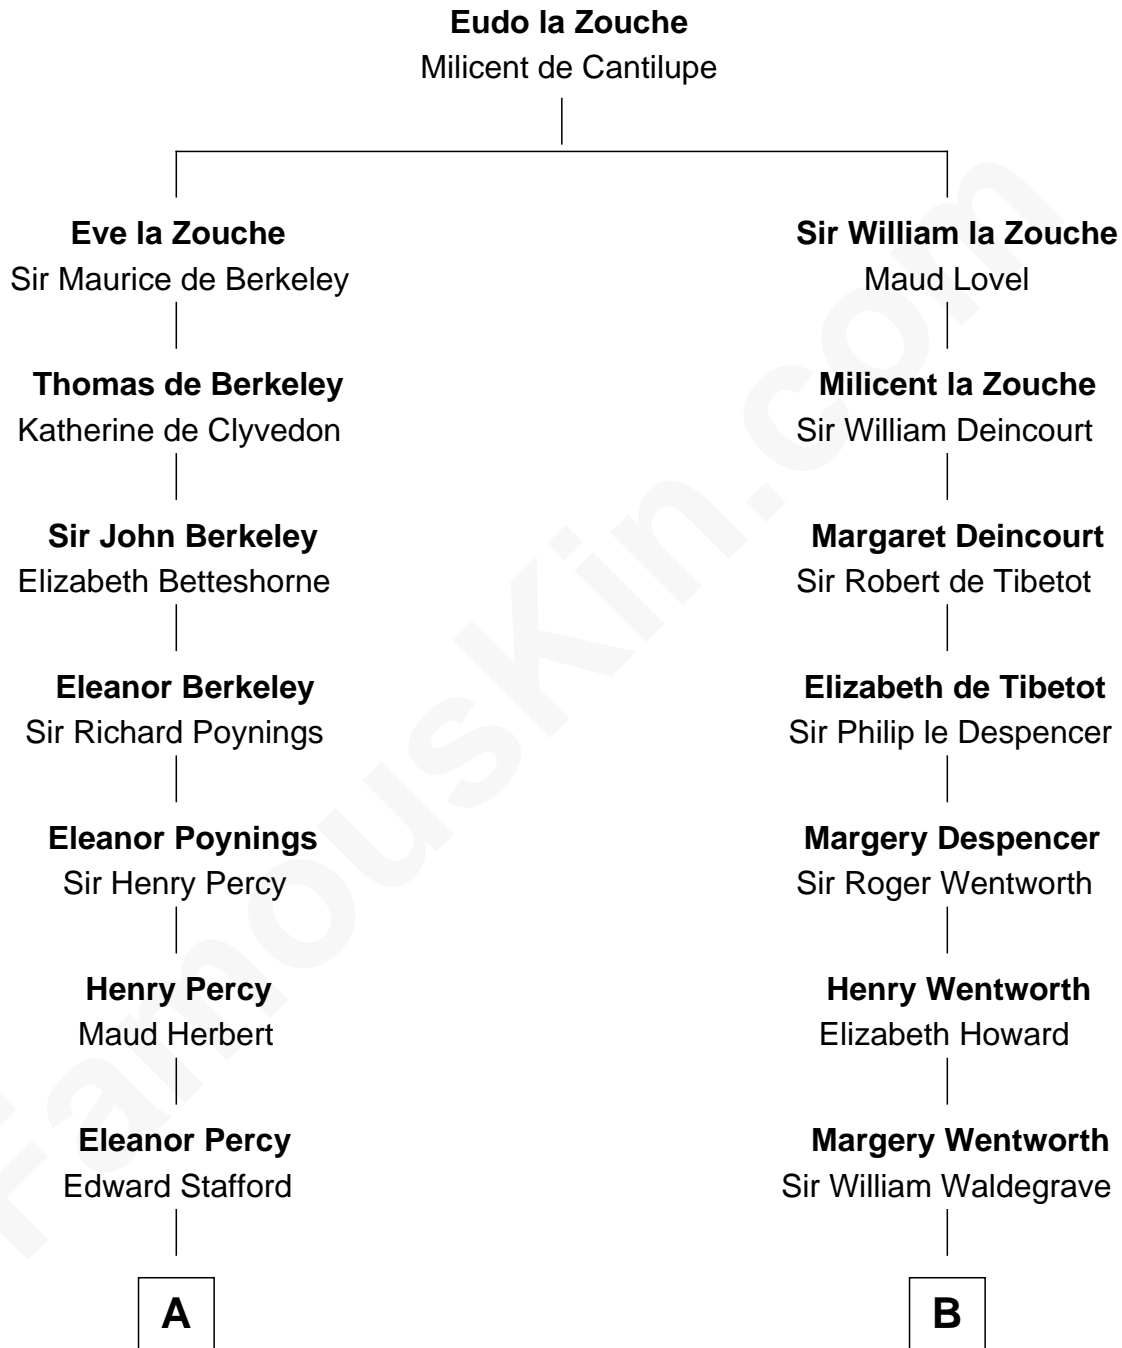 Eudo la Zouche
Milicent de Cantilupe
Eve la Zouche
Sir Maurice de Berkeley
Sir William la Zouche
Maud Lovel
Thomas de Berkeley
Katherine de Clyvedon
Milicent la Zouche
Sir William Deincourt
Sir John Berkeley
Elizabeth Betteshorne
Margaret Deincourt
Sir Robert de Tibetot
Eleanor Berkeley
Sir Richard Poynings
Elizabeth de Tibetot
Sir Philip le Despencer
Eleanor Poynings
Sir Henry Percy
Margery Despencer
Sir Roger Wentworth
Henry Percy
Maud Herbert
Henry Wentworth
Elizabeth Howard
Eleanor Percy
Edward Stafford
Margery Wentworth
Sir William Waldegrave
A
B
FamousKin.com